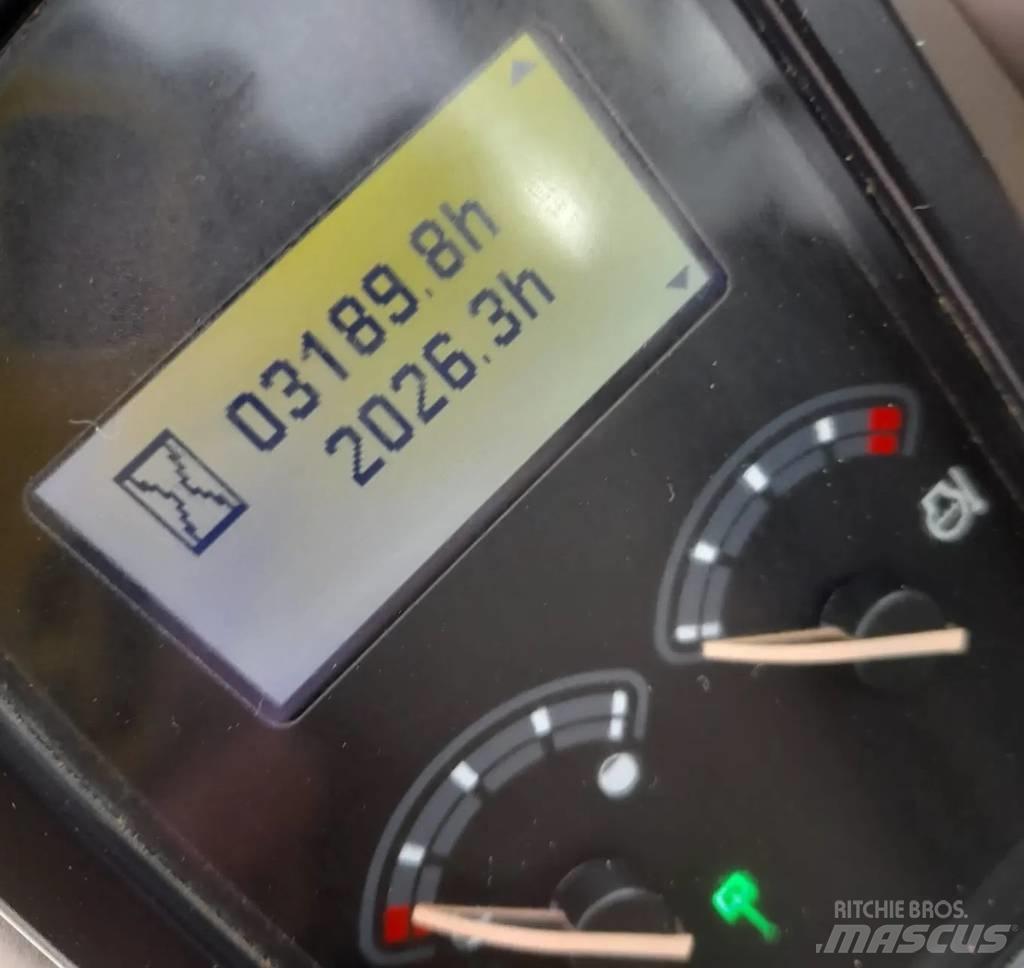 03189.8h
2026.3h
RITCHIE BROS.
MASCUS